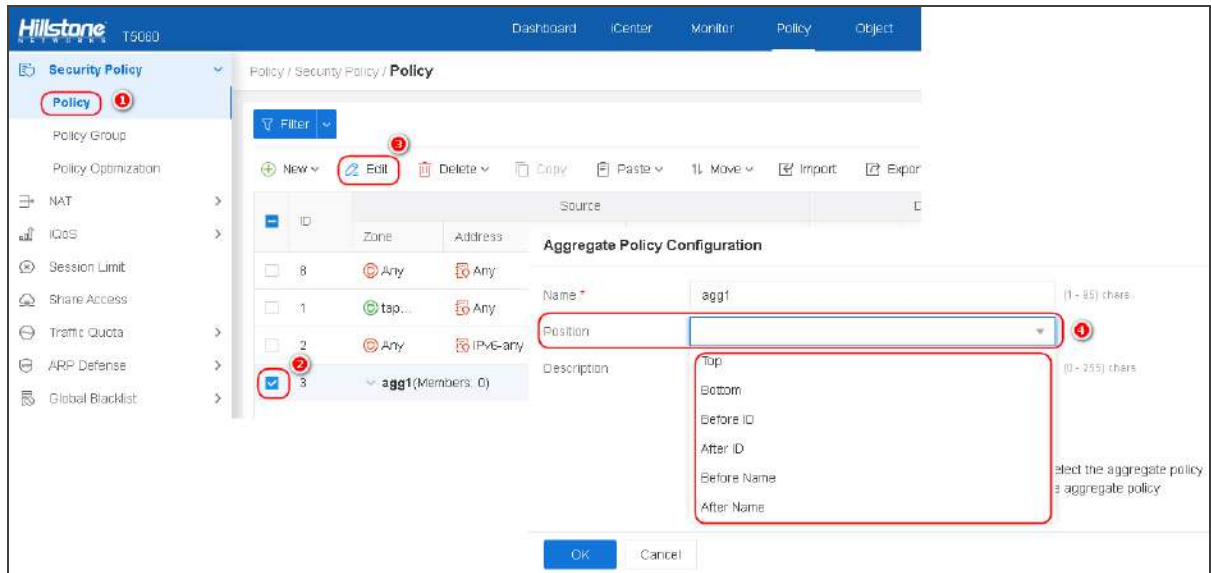 Hillstone
NETWORKS T5060
Dashboard iCenter Monitor Policy Object
Security Policy
Policy / Security Policy / Policy
Policy 1
Policy Group
Policy Optimization
NAT
IQoS
Session Limit
Share Access
Traffic Quota
ARP Defense
Global Blacklist
Filter
3
New Edit Delete Copy Paste Move Import Expor
ID Source D
Zone Address
8 Any Any
1 tap... Any
2 Any IPv6-any
2
3 agg1(Members: 0)
Aggregate Policy Configuration
Name * agg1 (1 - 95) chars
Position 4
Description (0 - 255) chars
Top
Bottom
Before ID
After ID
Before Name
After Name
elect the aggregate policy
e aggregate policy
OK Cancel